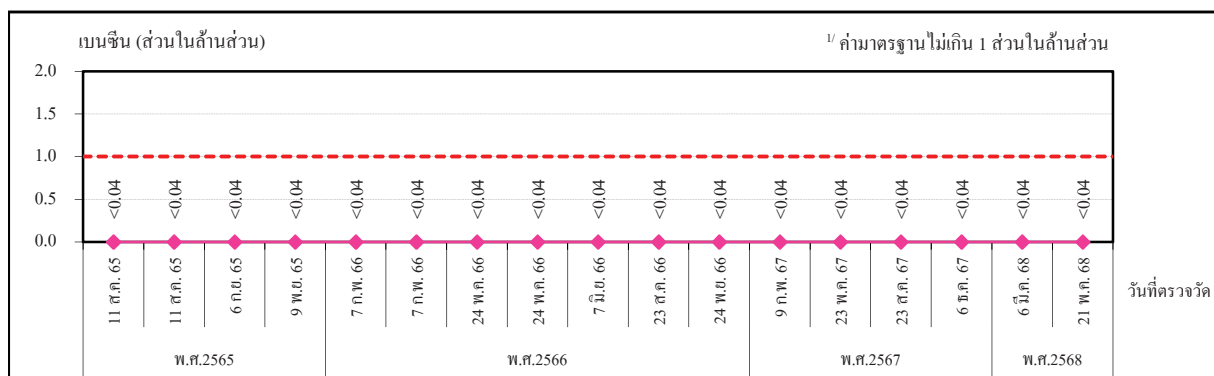 เบนซีน (ส่วนในล้านส่วน)
1/ ค่ามาตรฐานไม่เกิน 1 ส่วนในล้านส่วน
2.0
1.5
1.0
0.5
0.0
<0.04 <0.04 <0.04 <0.04 <0.04 <0.04 <0.04 <0.04 <0.04 <0.04 <0.04 <0.04 <0.04 <0.04 <0.04 <0.04 <0.04
11 ส.ค. 65
11 ส.ค. 65
6 ก.ย. 65
9 พ.ย. 65
7 ก.พ. 66
7 ก.พ. 66
24 พ.ค. 66
24 พ.ค. 66
7 มิ.ย. 66
23 ส.ค. 66
24 พ.ย. 66
9 ก.พ. 67
23 พ.ค. 67
23 ส.ค. 67
6 ธ.ค. 67
6 มี.ค. 68
21 พ.ค. 68
วันที่ตรวจวัด
พ.ศ.2565 พ.ศ.2566 พ.ศ.2567 พ.ศ.2568